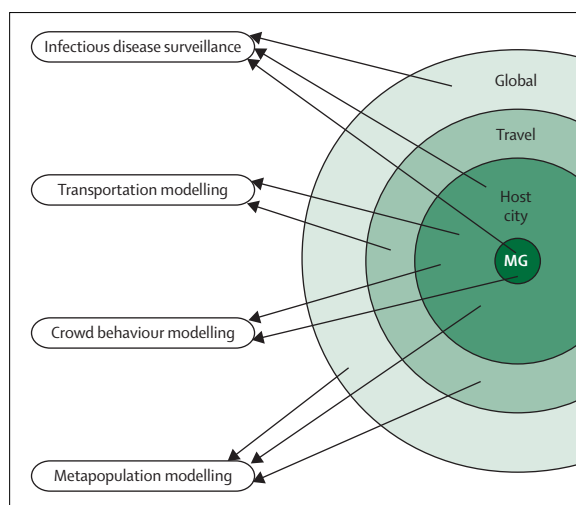 Infectious disease surveillance
Global
Travel
Transportation modelling
Host
city
MG
Crowd behaviour modelling
Metapopulation modelling